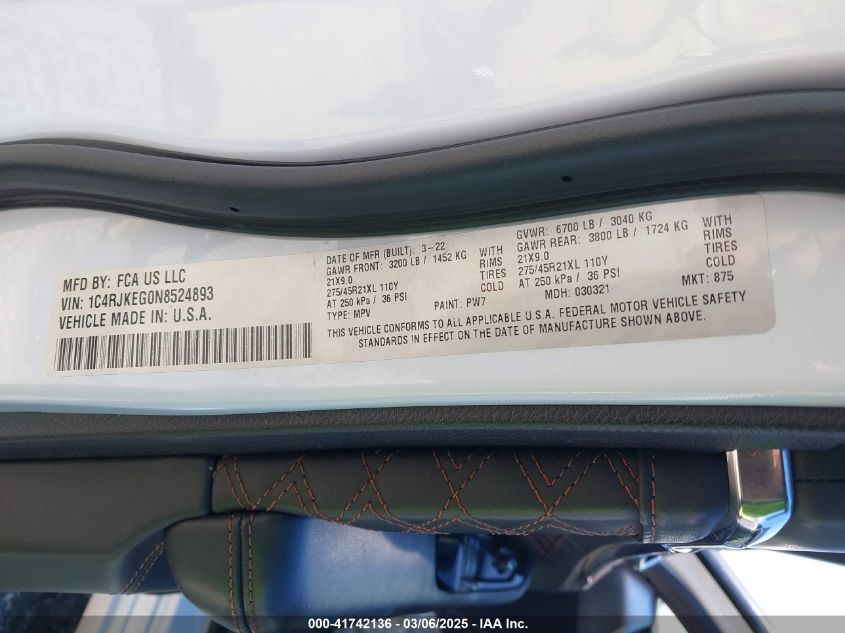 MFD BY: FCA US LLC
VIN: 1C4RJKEG0N8524893
VEHICLE MADE IN: U.S.A.
DATE OF MFR (BUILT): 3-22
GAWR FRONT: 3200 LB / 1452 KG WITH
21X9.0 RIMS
275/45R21XL 110Y TIRES
AT 250 kPa / 36 PSI COLD
TYPE: MPV PAINT: PW7
GVWR: 6700 LB / 3040 KG
GAWR REAR: 3800 LB / 1724 KG WITH
21X9.0 RIMS
275/45R21XL 110Y TIRES
AT 250 kPa / 36 PSI COLD
MDH: 030321 MKT: 875
THIS VEHICLE CONFORMS TO ALL APPLICABLE U.S.A. FEDERAL MOTOR VEHICLE SAFETY
STANDARDS IN EFFECT ON THE DATE OF MANUFACTURE SHOWN ABOVE.
000-41742136 - 03/06/2025 - IAA Inc.